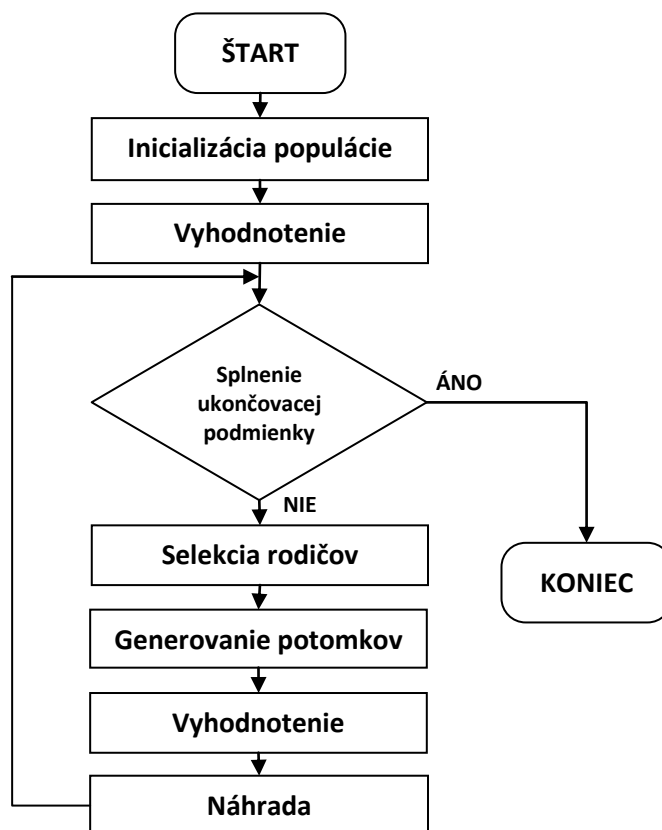 ŠTART
Inicializácia populácie
Vyhodnotenie
Splnenie
ukončovacej
podmienky
ÁNO
NIE
Selekcia rodičov
KONIEC
Generovanie potomkov
Vyhodnotenie
Náhrada